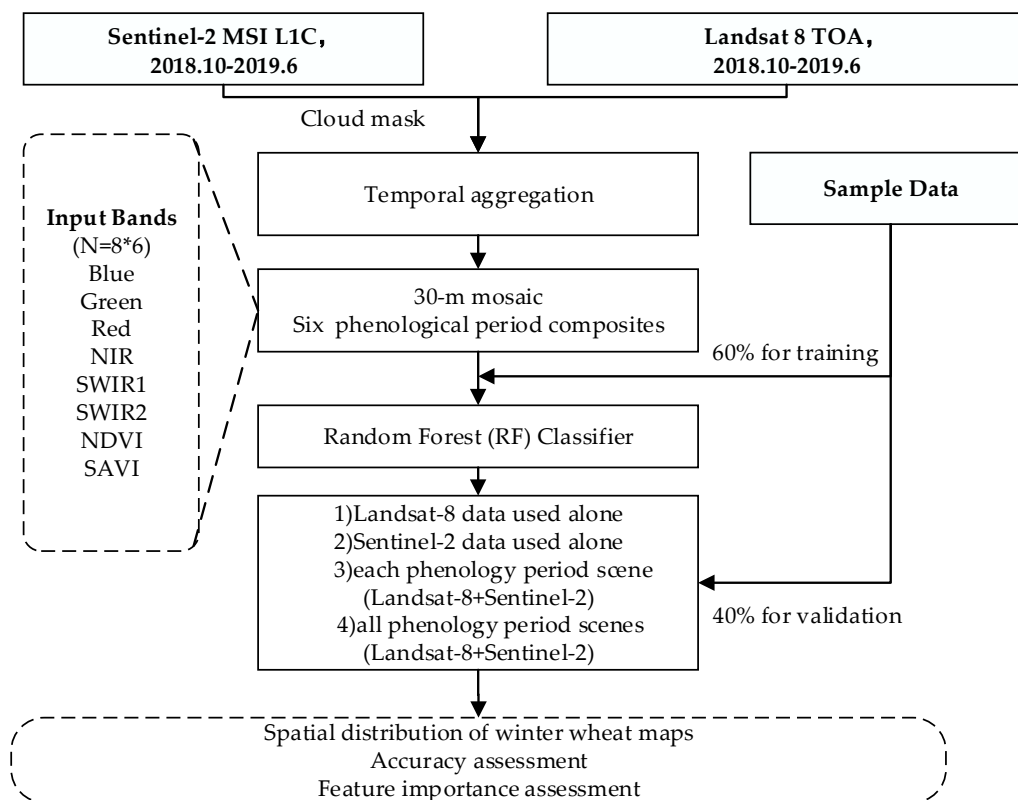 Sentinel-2 MSI L1C,
2018.10-2019.6
Landsat 8 TOA,
2018.10-2019.6
Cloud mask
Temporal aggregation
Sample Data
Input Bands
(N=8*6)
Blue
Green
Red
NIR
SWIR1
SWIR2
NDVI
SAVI
30-m mosaic
Six phenological period composites
60% for training
Random Forest (RF) Classifier
1)Landsat-8 data used alone
2)Sentinel-2 data used alone
3)each phenology period scene
(Landsat-8+Sentinel-2)
4)all phenology period scenes
(Landsat-8+Sentinel-2)
40% for validation
Spatial distribution of winter wheat maps
Accuracy assessment
Feature importance assessment